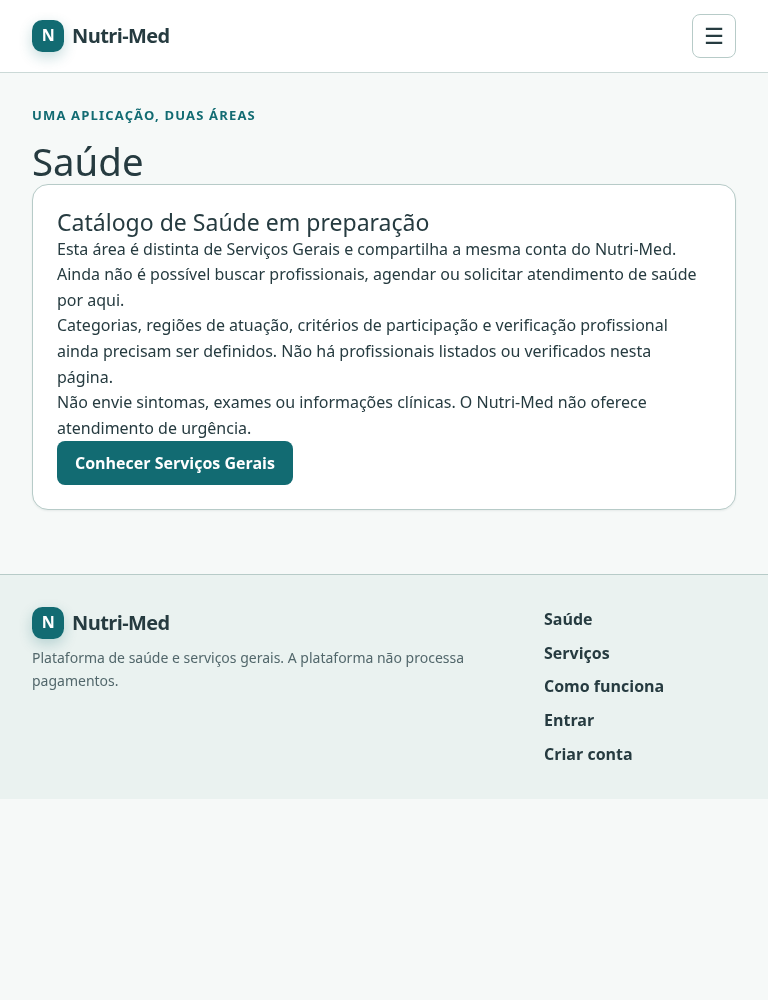 N Nutri-Med
☰
UMA APLICAÇÃO, DUAS ÁREAS
Saúde
Catálogo de Saúde em preparação
Esta área é distinta de Serviços Gerais e compartilha a mesma conta do Nutri-Med.
Ainda não é possível buscar profissionais, agendar ou solicitar atendimento de saúde
por aqui.
Categorias, regiões de atuação, critérios de participação e verificação profissional
ainda precisam ser definidos. Não há profissionais listados ou verificados nesta
página.
Não envie sintomas, exames ou informações clínicas. O Nutri-Med não oferece
atendimento de urgência.
Conhecer Serviços Gerais
N Nutri-Med
Plataforma de saúde e serviços gerais. A plataforma não processa
pagamentos.
Saúde
Serviços
Como funciona
Entrar
Criar conta